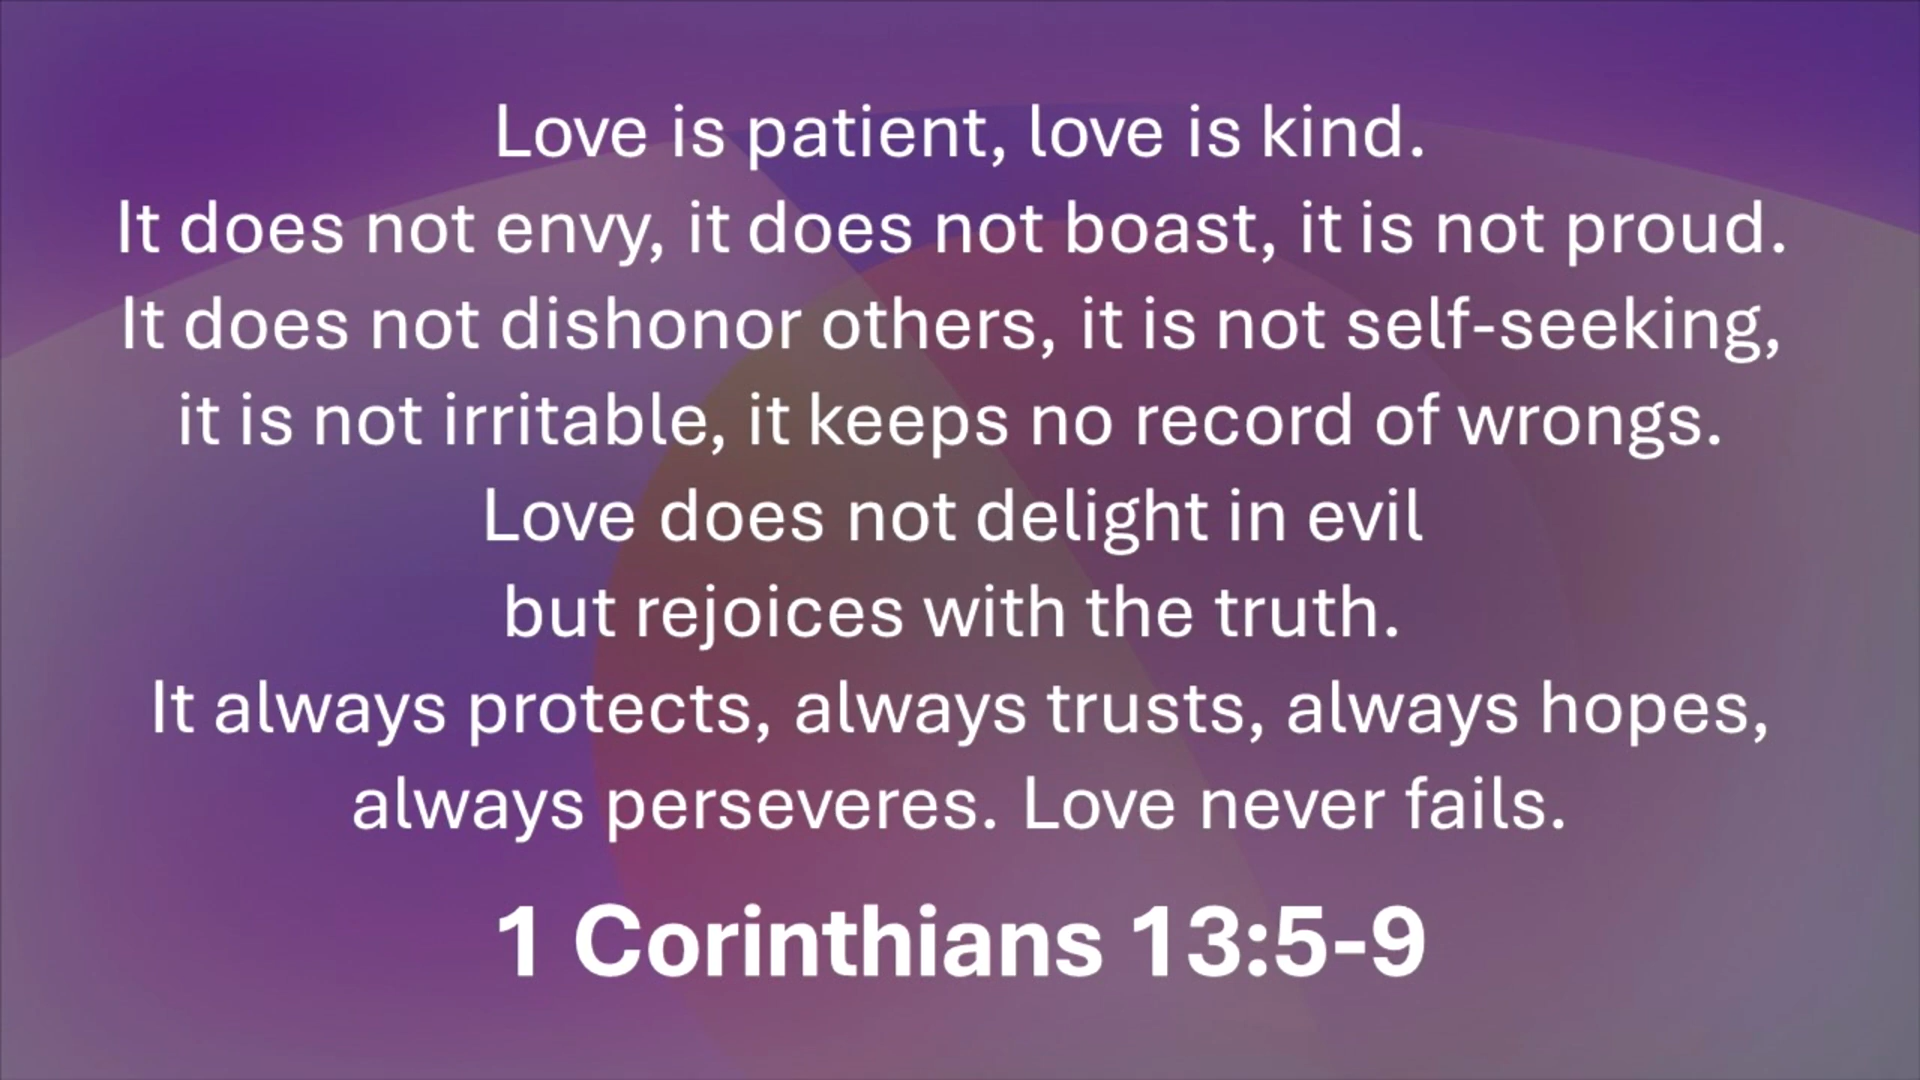 Love is patient, love is kind.
It does not envy, it does not boast, it is not proud.
It does not dishonor others, it is not self-seeking,
it is not irritable, it keeps no record of wrongs.
Love does not delight in evil
but rejoices with the truth.
It always protects, always trusts, always hopes,
always perseveres. Love never fails.
1 Corinthians 13:5-9